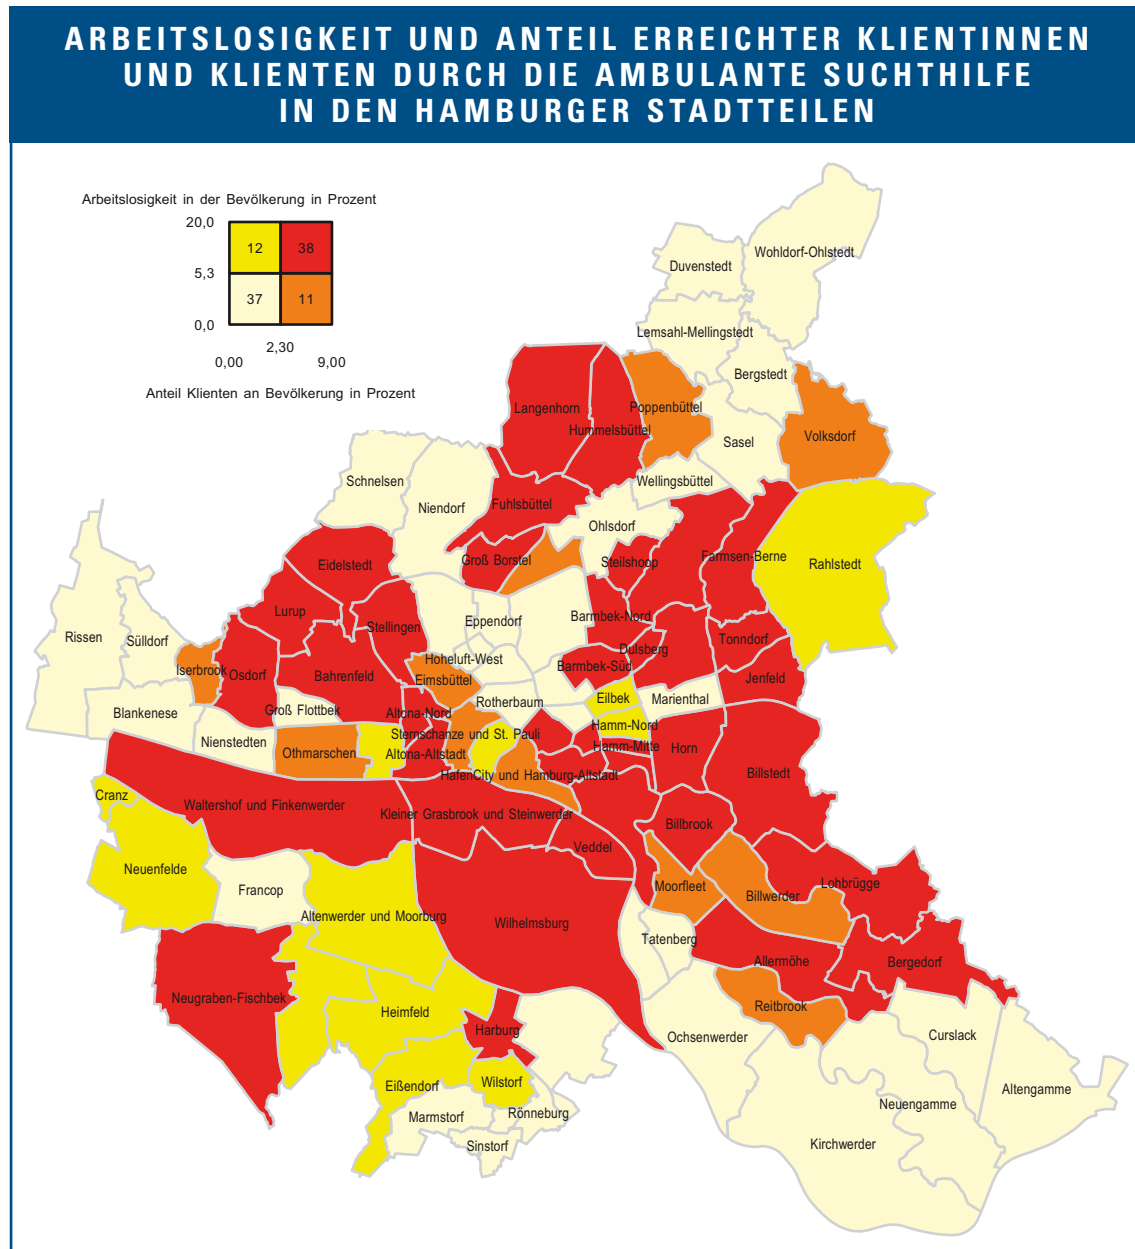 ARBEITSLOSIGKEIT UND ANTEIL ERREICHTER KLIENTINNEN
UND KLIENTEN DURCH DIE AMBULANTE SUCHTHILFE
IN DEN HAMBURGER STADTTEILEN
Arbeitslosigkeit in der Bevölkerung in Prozent
20,0
12
38
5,3
37
11
0,0
2,30
0,00
9,00
Anteil Klienten an Bevölkerung in Prozent
Wohldorf-Ohlstedt
Duvenstedt
Lemsahl-Mellingstedt
Bergstedt
Poppenbüttel
Langenhorn
Hummelsbüttel
Volksdorf
Sasel
Schnelsen
Wellingsbüttel
Niendorf
Fuhlsbüttel
Ohlsdorf
Farmsen-Berne
Groß Borstel
Steilshoop
Rahlstedt
Eidelstedt
Lurup
Barmbek-Nord
Eppendorf
Stellingen
Rissen
Sülldorf
Tonndorf
Dulsberg
Hoheluft-West
Barmbek-Süd
Iserbrook
Osdorf
Bahrenfeld
Eimsbüttel
Jenfeld
Eilbek
Marienthal
Rotherbaum
Groß Flottbek
Blankenese
Altona-Nord
Hamm-Nord
Sternschanze und St. Pauli
Nienstedten
Hamm-Mitte
Horn
Othmarschen
Altona-Altstadt
HafenCity und Hamburg-Altstadt
Billstedt
Cranz
Waltershof und Finkenwerder
Kleiner Grasbrook und Steinwerder
Billbrook
Veddel
Neuenfelde
Francop
Moorfleet
Billwerder
Lohbrügge
Altenwerder und Moorburg
Wilhelmsburg
Tatenberg
Allermöhe
Bergedorf
Neugraben-Fischbek
Reitbrook
Heimfeld
Harburg
Ochsenwerder
Curslack
Eißendorf
Wilstorf
Altengamme
Neuengamme
Marmstorf
Rönneburg
Sinstorf
Kirchwerder